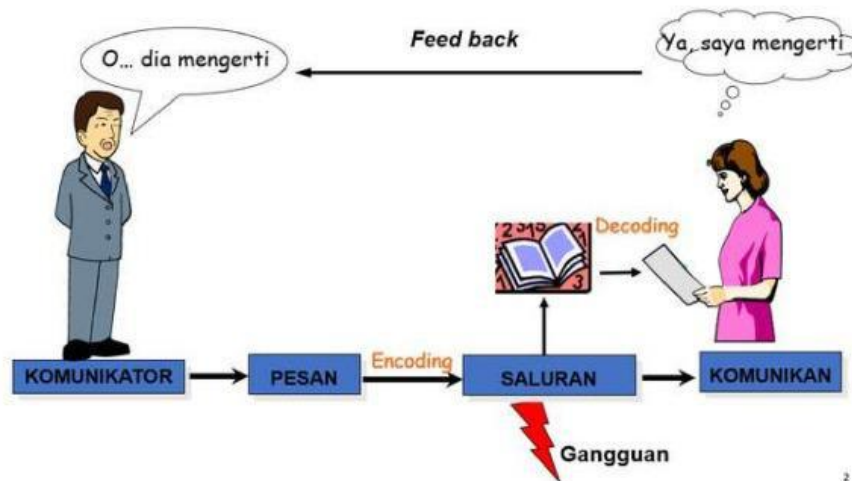 Feed back
O... dia mengerti
Ya, saya mengerti
Decoding
KOMUNIKATOR
PESAN
Encoding
SALURAN
KOMUNIKAN
Gangguan
2